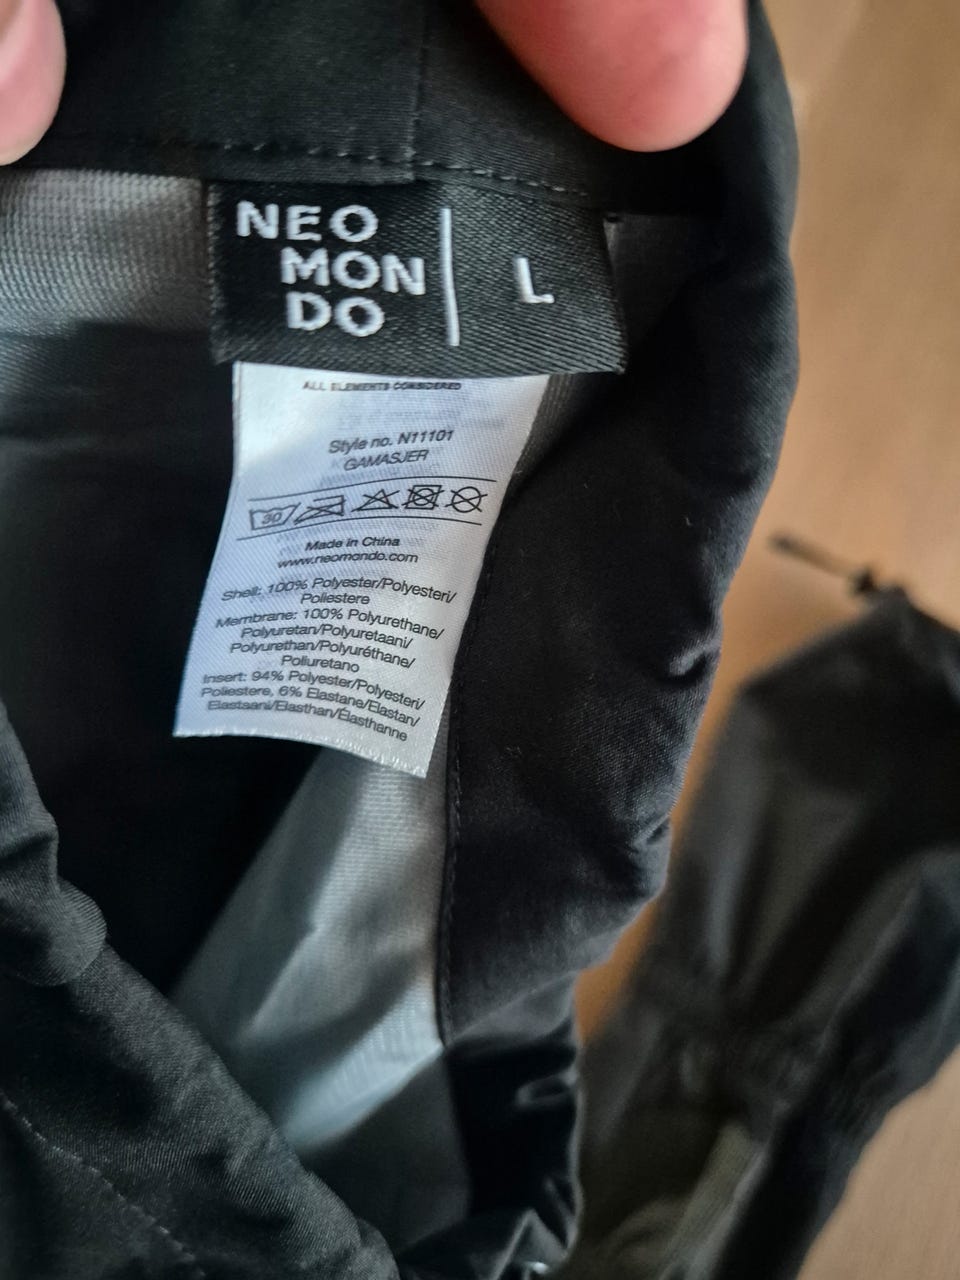 NEO
MON
DO
L
ALL ELEMENTS CONSIDERED
Style no. N11101
GAMASJER
30
Made in China
www.neomondo.com
Shell: 100% Polyester/Polyesteri/
Poliestere
Membrane: 100% Polyurethane/
Polyuretan/Polyuretaani/
Polyurethan/Polyuréthane/
Poliuretano
Insert: 94% Polyester/Polyesteri/
Poliestere, 6% Elastane/Elastan/
Elastaani/Elasthan/Élasthanne